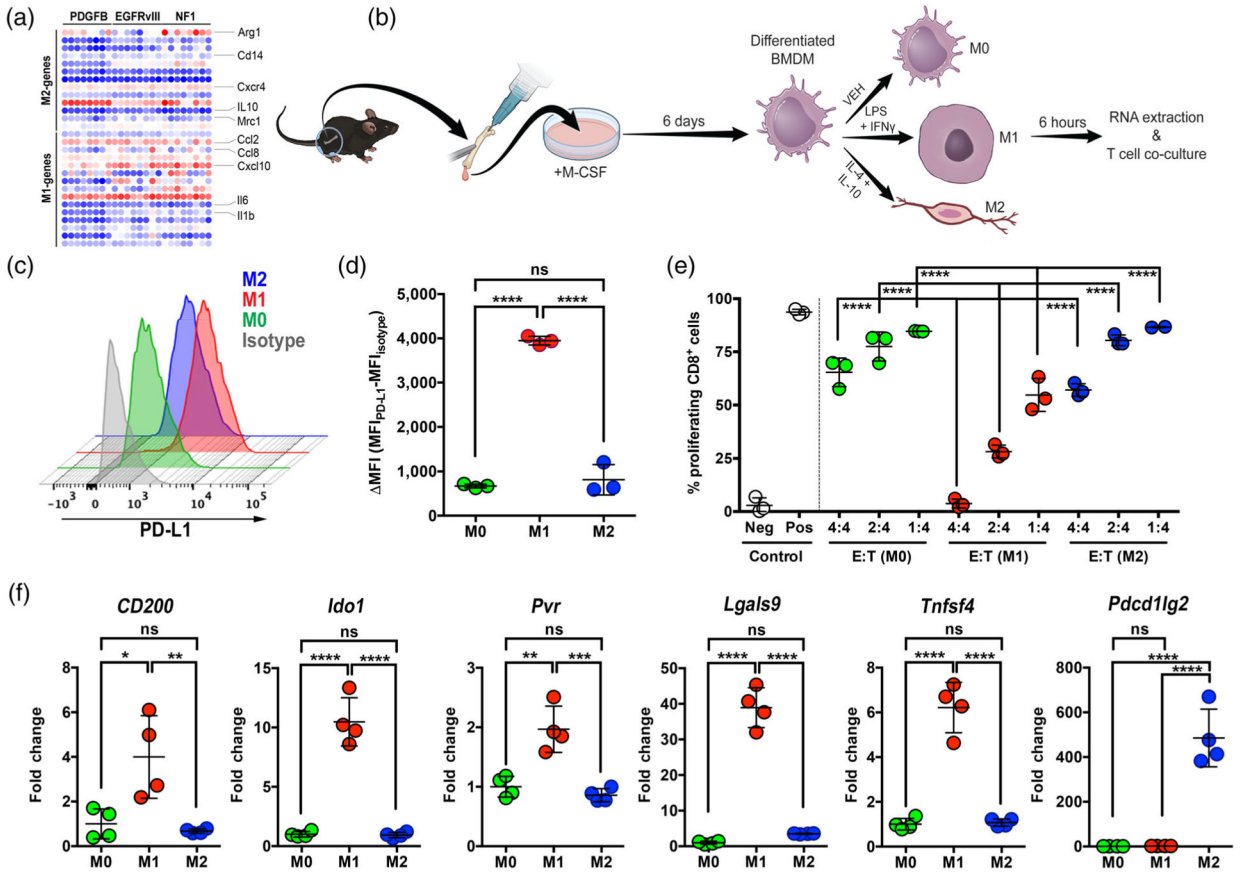 (a)
PDGFB EGFRvIII NF1
M2-genes
M1-genes
Arg1
Cd14
Cxcr4
IL10
Mrc1
Ccl2
Ccl8
Cxcl10
Il6
Il1b
(b)
+M-CSF
6 days
Differentiated
BMDM
VEH
LPS
+ IFNγ
IL-4 +
IL-10
M0
M1
M2
6 hours
RNA extraction
&
T cell co-culture
(c)
M2
M1
M0
Isotype
-10³ 0 10³ 10⁴ 10⁵
PD-L1
(d)
ns
**** ****
ΔMFI (MFIPD-L1-MFIisotype)
5,000
4,000
3,000
2,000
1,000
0
M0 M1 M2
(e)
**** ****
**** ****
**** ****
% proliferating CD8⁺ cells
100
75
50
25
0
Neg Pos 4:4 2:4 1:4 4:4 2:4 1:4 4:4 2:4 1:4
Control E:T (M0) E:T (M1) E:T (M2)
(f)
CD200
ns
* **
Fold change
8
6
4
2
0
M0 M1 M2
Ido1
ns
**** ****
Fold change
15
10
5
0
M0 M1 M2
Pvr
ns
** ***
Fold change
3
2
1
0
M0 M1 M2
Lgals9
ns
**** ****
Fold change
50
40
30
20
10
0
M0 M1 M2
Tnfsf4
ns
**** ****
Fold change
8
6
4
2
0
M0 M1 M2
Pdcd1lg2
ns
****
****
Fold change
800
600
400
200
0
M0 M1 M2